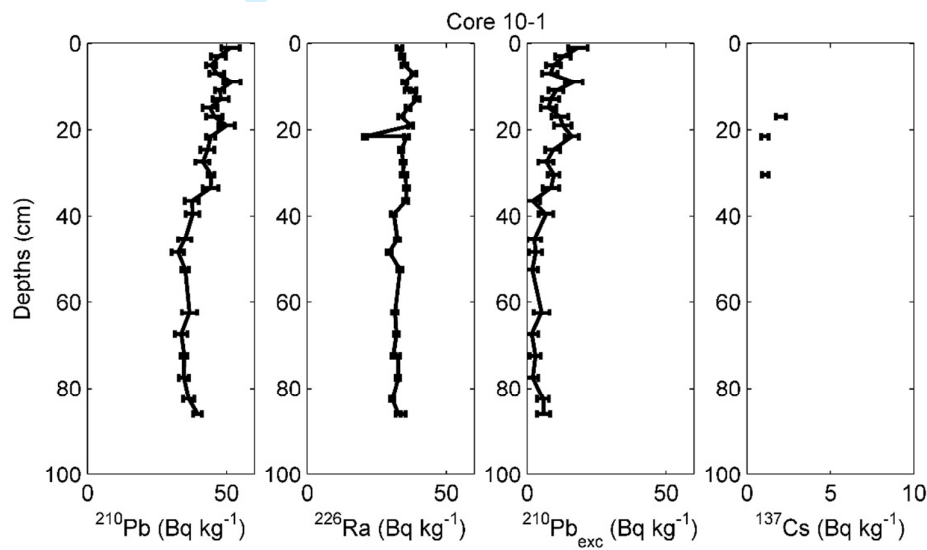 Core 10-1
Depths (cm)
0 0 0 0
20 20 20 20
40 40 40 40
60 60 60 60
80 80 80 80
100 100 100 100
0 50 0 50 0 50 0 5 10
²¹⁰Pb (Bq kg⁻¹) ²²⁶Ra (Bq kg⁻¹) ²¹⁰Pbₑₓc (Bq kg⁻¹) ¹³⁷Cs (Bq kg⁻¹)